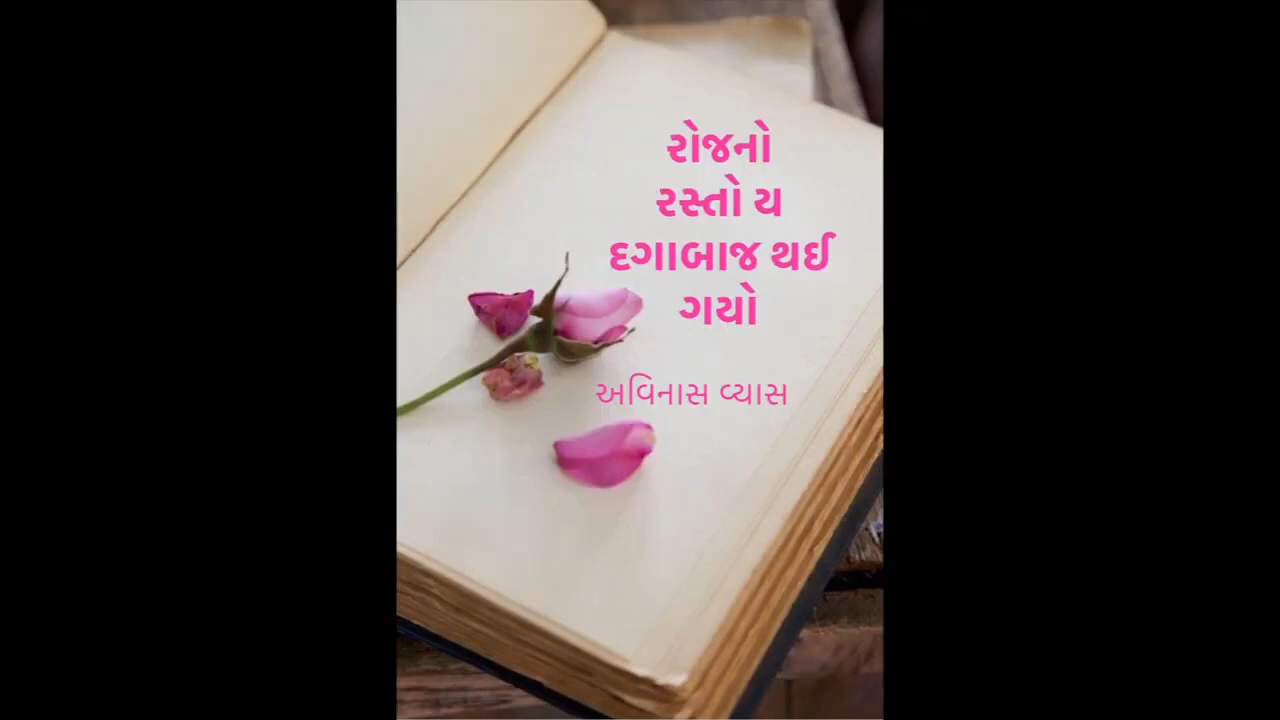 રોજનો
રસ્તો ય
દગાબાજ થઈ
ગયો
અવિનાસ વ્યાસ